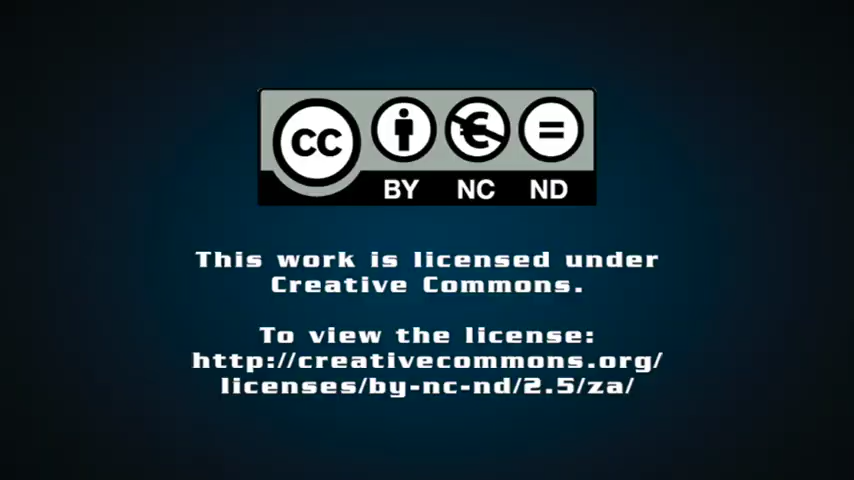 CC
BY NC ND
This work is licensed under
Creative Commons.
To view the license:
http://creativecommons.org/
licenses/by-nc-nd/2.5/za/